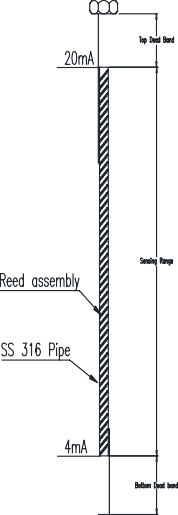 Top Dead Band
20mA
Sensing Range
Reed assembly
SS 316 Pipe
4mA
Bottom Dead band